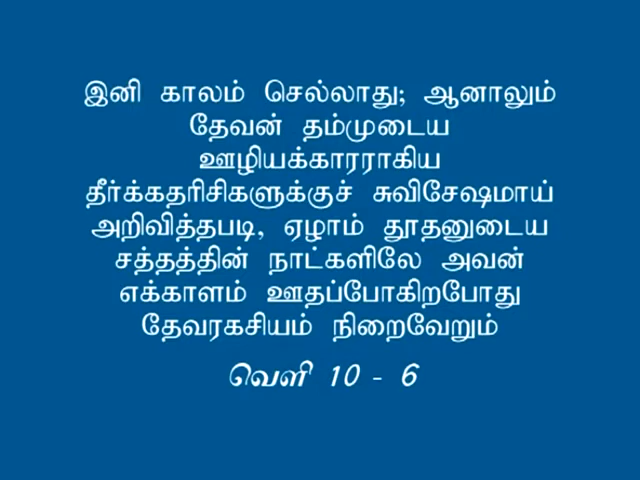 இனி காலம் செல்லாது; ஆனாலும்
தேவன் தம்முடைய
ஊழியக்காரராகிய
தீர்க்கதரிசிகளுக்குச் சுவிசேஷமாய்
அறிவித்தபடி, ஏழாம் தூதனுடைய
சத்தத்தின் நாட்களிலே அவன்
எக்காளம் ஊதப்போகிறபோது
தேவரகசியம் நிறைவேறும்
வெளி 10 - 6